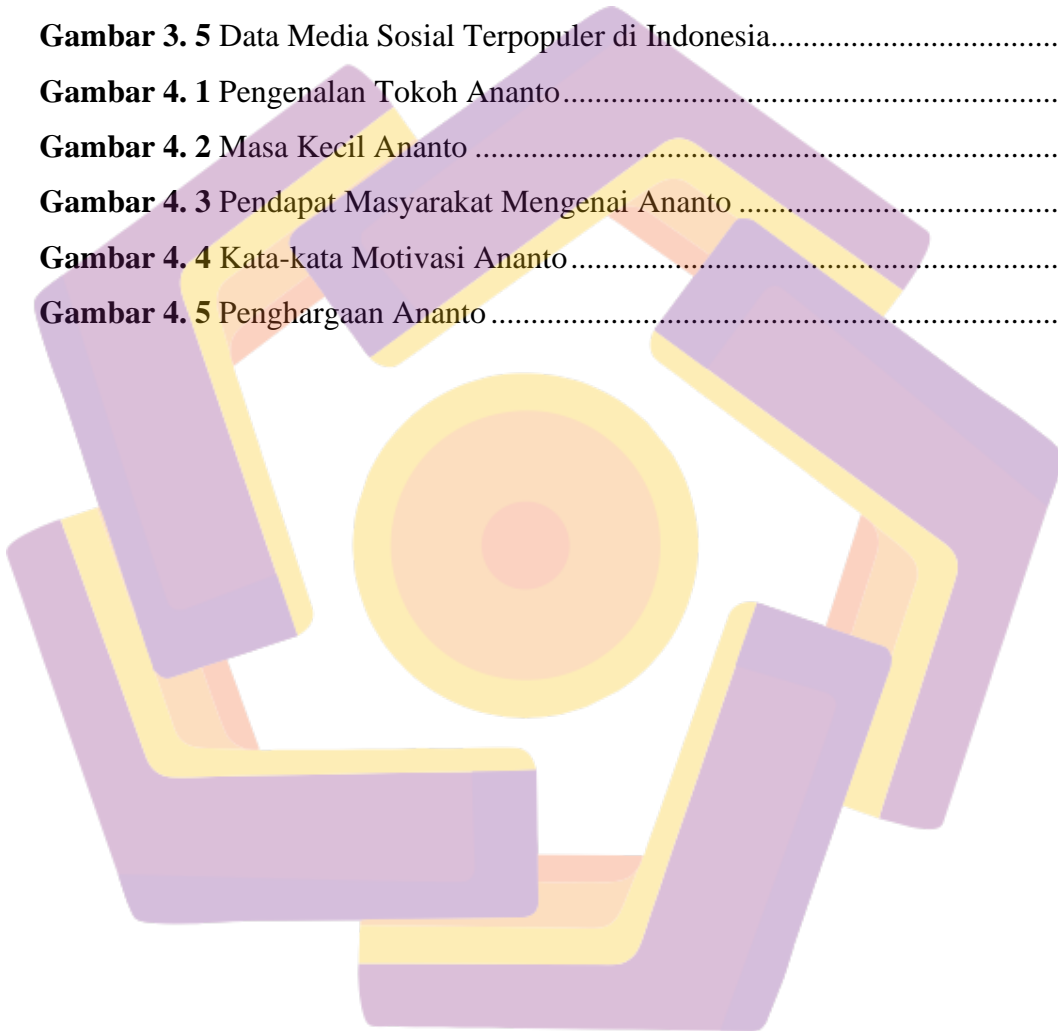 Gambar 3. 5 Data Media Sosial Terpopuler di Indonesia....................................
Gambar 4. 1 Pengenalan Tokoh Ananto..............................................................
Gambar 4. 2 Masa Kecil Ananto .........................................................................
Gambar 4. 3 Pendapat Masyarakat Mengenai Ananto ........................................
Gambar 4. 4 Kata-kata Motivasi Ananto.............................................................
Gambar 4. 5 Penghargaan Ananto .......................................................................